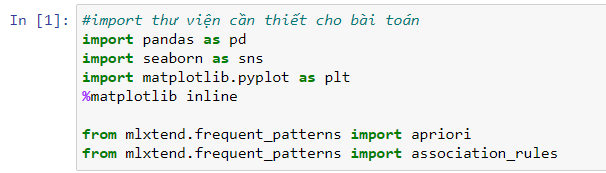 In [1]: #import thư viện cần thiết cho bài toán
import pandas as pd
import seaborn as sns
import matplotlib.pyplot as plt
%matplotlib inline
from mlxtend.frequent_patterns import apriori
from mlxtend.frequent_patterns import association_rules